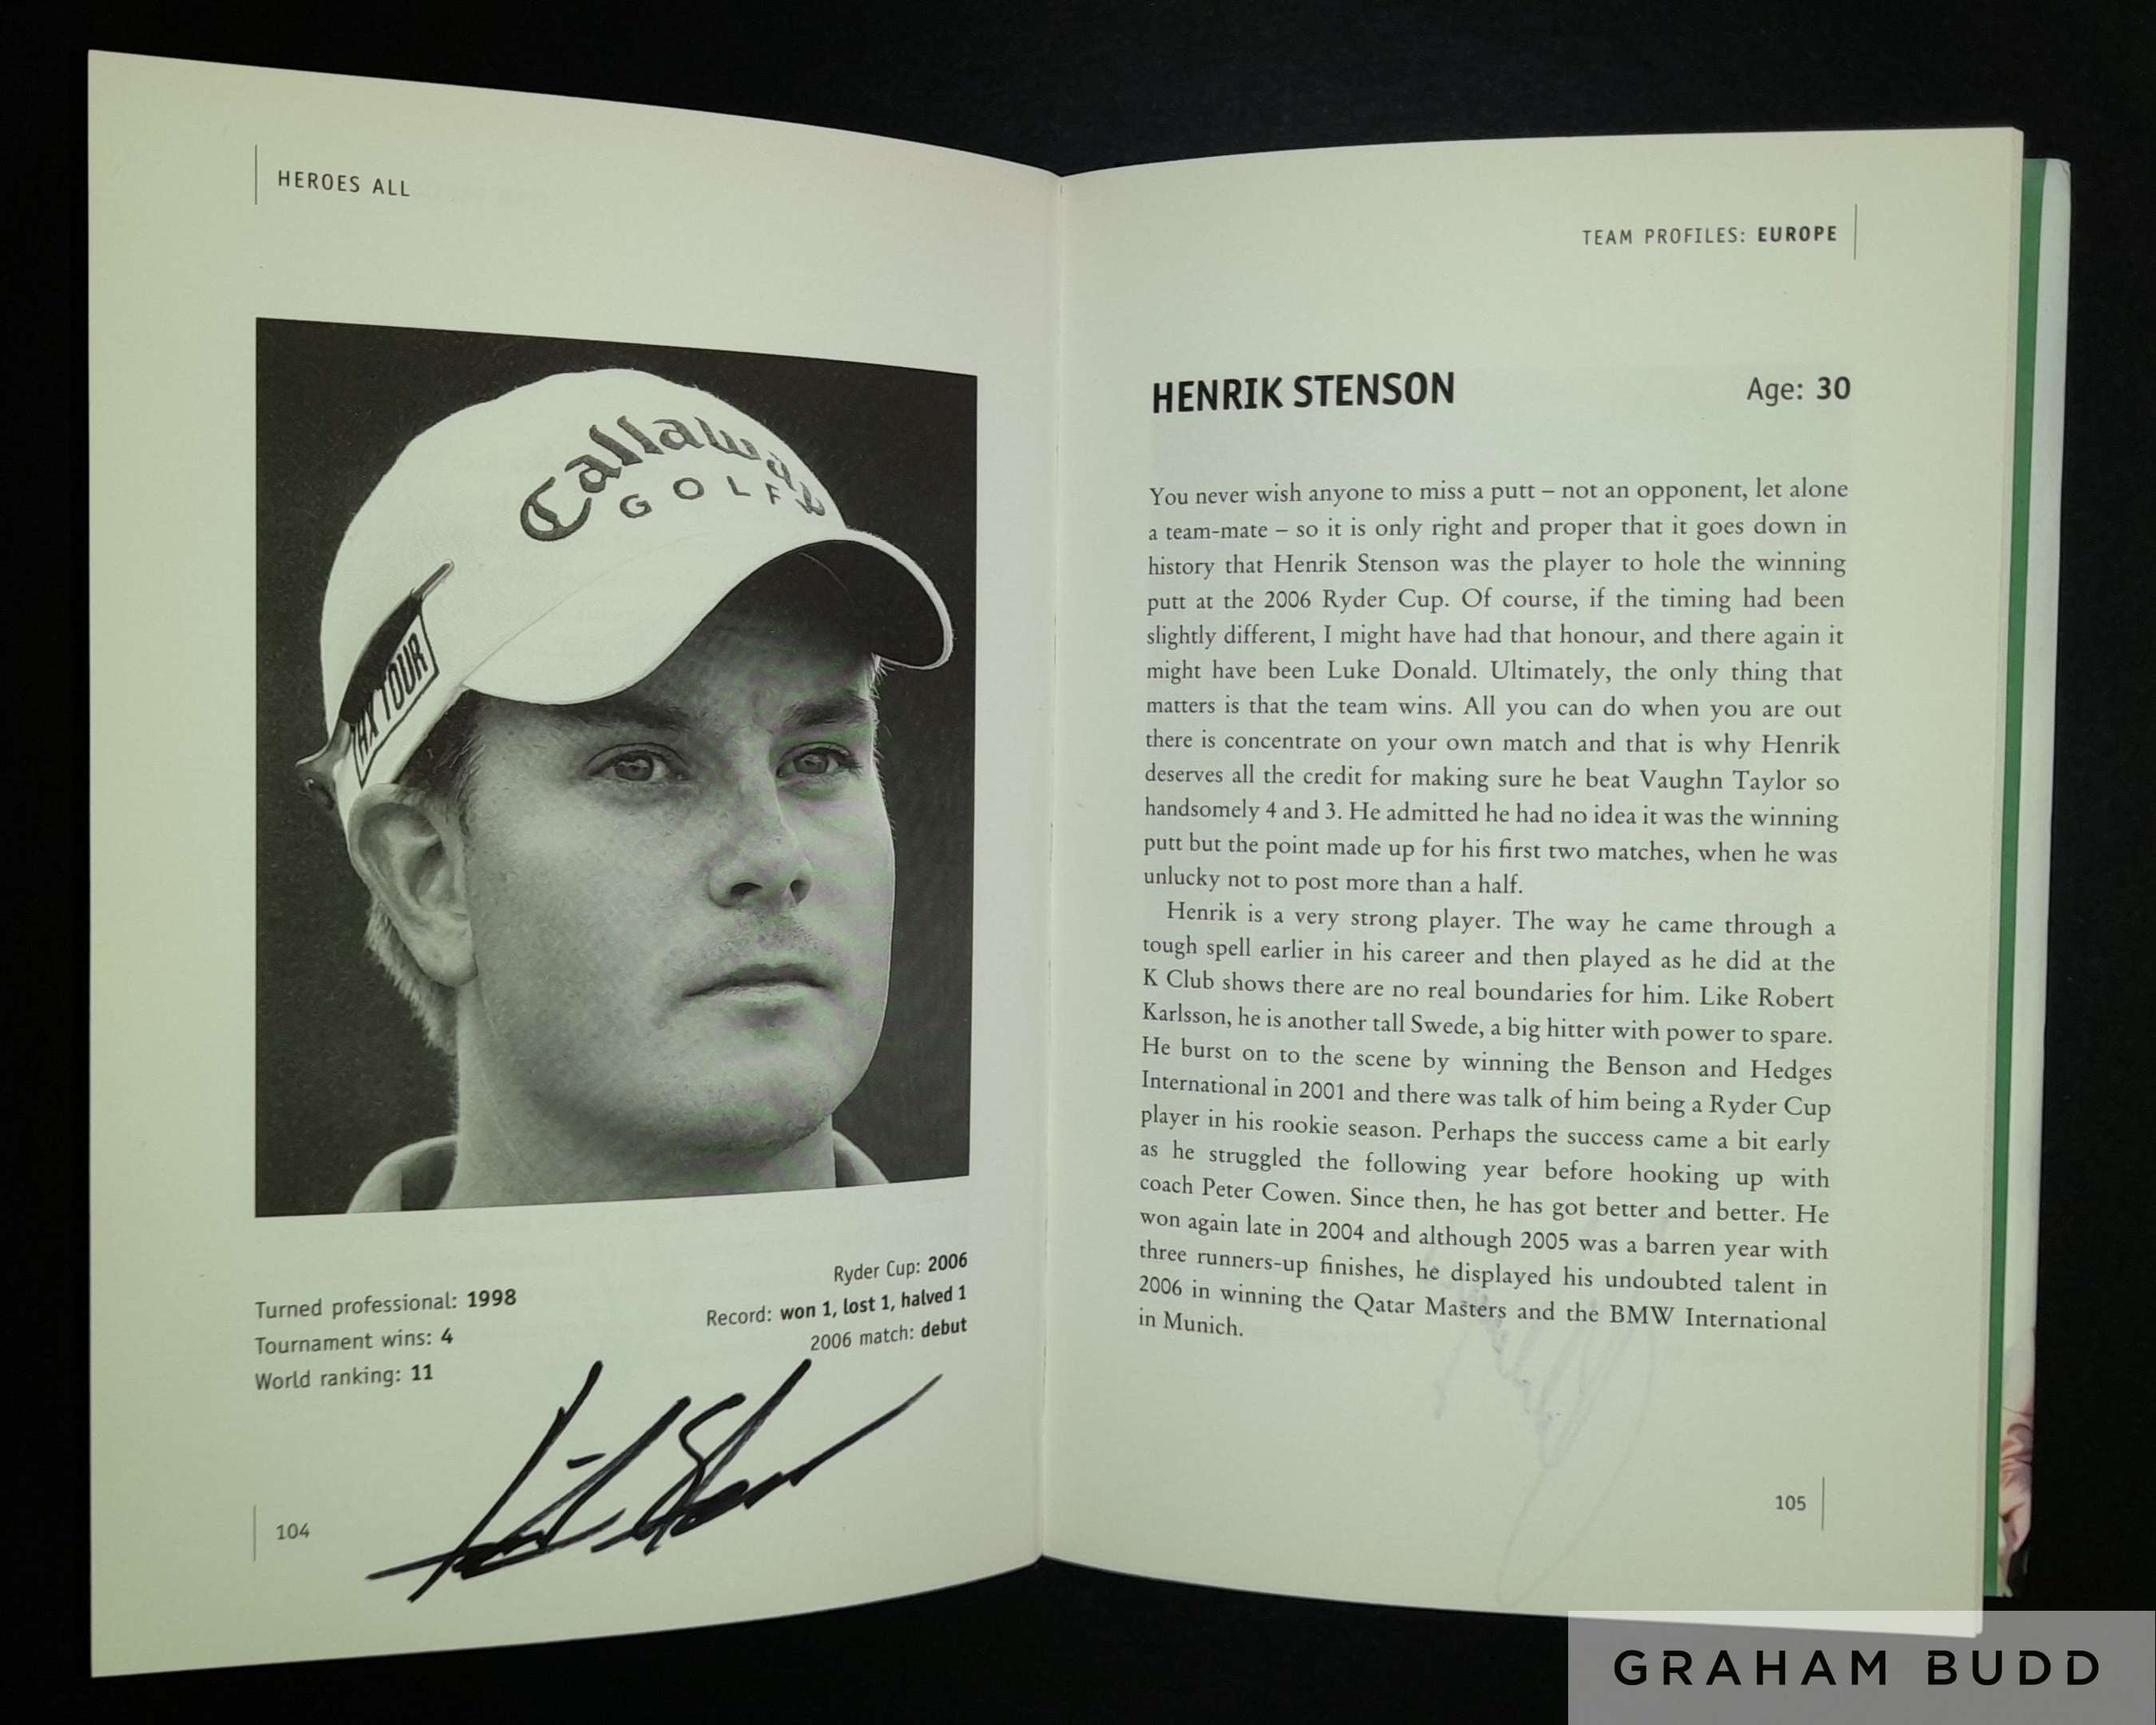 HEROES ALL
Callaway
GOLF
TOUR
Turned professional: 1998
Tournament wins: 4
World ranking: 11
Ryder Cup: 2006
Record: won 1, lost 1, halved 1
2006 match: debut
104
TEAM PROFILES: EUROPE
HENRIK STENSON Age: 30
You never wish anyone to miss a putt – not an opponent, let alone
a team-mate – so it is only right and proper that it goes down in
history that Henrik Stenson was the player to hole the winning
putt at the 2006 Ryder Cup. Of course, if the timing had been
slightly different, I might have had that honour, and there again it
might have been Luke Donald. Ultimately, the only thing that
matters is that the team wins. All you can do when you are out
there is concentrate on your own match and that is why Henrik
deserves all the credit for making sure he beat Vaughn Taylor so
handsomely 4 and 3. He admitted he had no idea it was the winning
putt but the point made up for his first two matches, when he was
unlucky not to post more than a half.
Henrik is a very strong player. The way he came through a
tough spell earlier in his career and then played as he did at the
K Club shows there are no real boundaries for him. Like Robert
Karlsson, he is another tall Swede, a big hitter with power to spare.
He burst on to the scene by winning the Benson and Hedges
International in 2001 and there was talk of him being a Ryder Cup
player in his rookie season. Perhaps the success came a bit early
as he struggled the following year before hooking up with
coach Peter Cowen. Since then, he has got better and better. He
won again late in 2004 and although 2005 was a barren year with
three runners-up finishes, he displayed his undoubted talent in
2006 in winning the Qatar Masters and the BMW International
in Munich.
105
GRAHAM BUDD